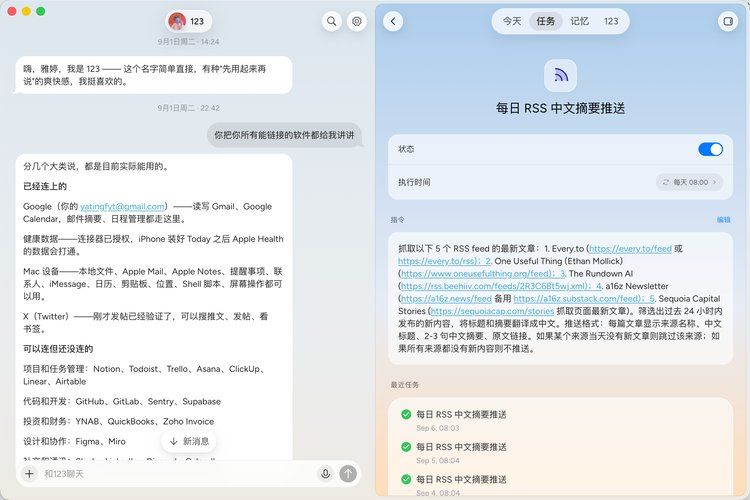 123
9月1日周二 · 14:24
嗨，雅婷，我是 123 —— 这个名字简单直接，有种"先用起来再
说"的爽快感，我挺喜欢的。
9月1日周二 · 22:42
你把你所有能链接的软件都给我讲讲
分几个大类说，都是目前实际能用的。
已经连上的
Google（你的 yatingfyt@gmail.com）——读写 Gmail、Google
Calendar，邮件摘要、日程管理都走这里。
健康数据——连接器已授权，iPhone 装好 Today 之后 Apple Health
的数据会打通。
Mac 设备——本地文件、Apple Mail、Apple Notes、提醒事项、联
系人、iMessage、日历、剪贴板、位置、Shell 脚本、屏幕操作都可
以用。
X（Twitter）——刚才发帖已经验证了，可以搜推文、发帖、看
书签。
可以连但还没连的
项目和任务管理：Notion、Todoist、Trello、Asana、ClickUp、
Linear、Airtable
代码和开发：GitHub、GitLab、Sentry、Supabase
投资和财务：YNAB、QuickBooks、Zoho Invoice
设计和协作：Figma、Miro
新消息
和123聊天
今天
任务
记忆
123
每日 RSS 中文摘要推送
状态
执行时间
每天 08:00
指令
编辑
抓取以下 5 个 RSS feed 的最新文章：1. Every.to (https://every.to/feed 或
https://every.to/rss)；2. One Useful Thing (Ethan Mollick)
(https://www.oneusefulthing.org/feed)；3. The Rundown AI
(https://rss.beehiiv.com/feeds/2R3C6Bt5wj.xml)；4. a16z Newsletter
(https://a16z.news/feed 备用 https://a16z.substack.com/feed)；5. Sequoia Capital
Stories (https://sequoiacap.com/stories 抓取页面最新文章)。筛选出过去 24 小时内
发布的新内容，将标题和摘要翻译成中文。推送格式：每篇文章显示来源名称、中文
标题、2-3 句中文摘要、原文链接。如果某个来源当天没有新文章则跳过该来源；如
果所有来源都没有新内容则不推送。
最近任务
每日 RSS 中文摘要推送
Sep 6, 08:03
每日 RSS 中文摘要推送
Sep 5, 08:04
每日 RSS 中文摘要推送
Sep 4, 08:04